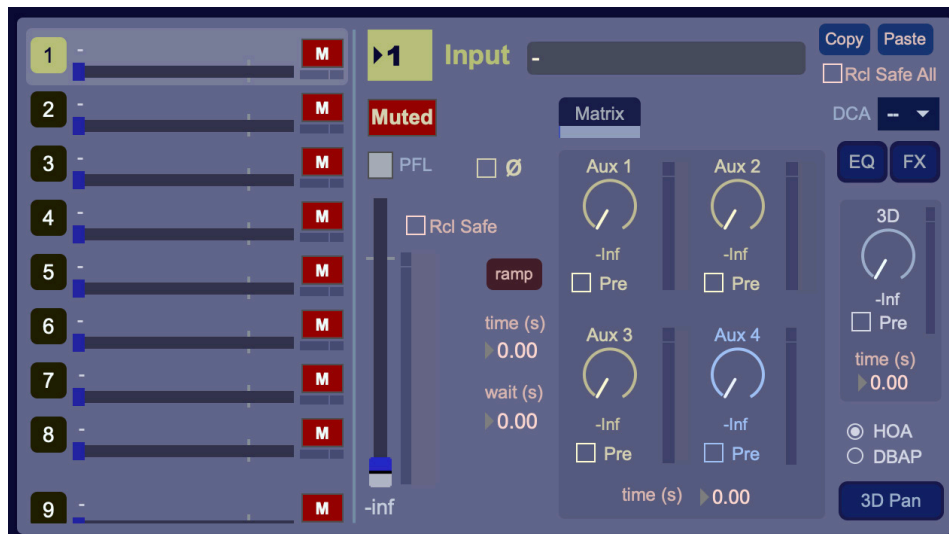 1 - M
2 - M
3 - M
4 - M
5 - M
6 - M
7 - M
8 - M
9 - M
1 Input -
Copy Paste
Rcl Safe All
Muted
Matrix
DCA --
PFL
Ø
EQ FX
Rcl Safe
ramp
time (s)
0.00
wait (s)
0.00
-inf
Aux 1 Aux 2
-Inf -Inf
Pre Pre
Aux 3 Aux 4
-Inf -Inf
Pre Pre
time (s) 0.00
3D
-Inf
Pre
time (s)
0.00
HOA
DBAP
3D Pan